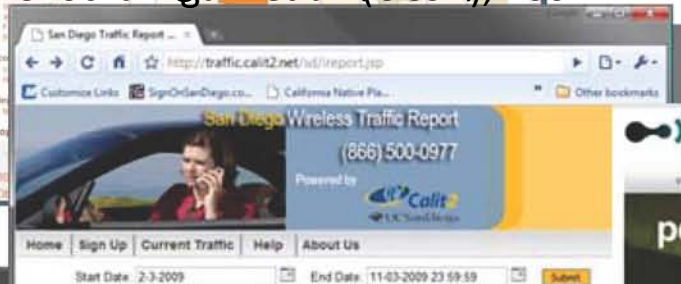 San Diego Traffic Report ...
http://traffic.calit2.net/sd/ireport.jsp
Customize Links SignOnSanDiego.co... California Native Pla... » Other bookmarks
San Diego Wireless Traffic Report
(866) 500-0977
Powered by
Calit2
UC San Diego
Home Sign Up Current Traffic Help About Us
Start Date: 2-3-2009 End Date: 11-03-2009 23:59:59 Submit